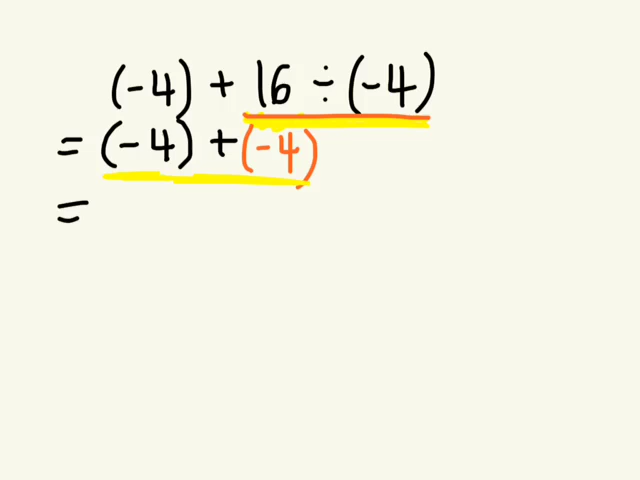 (-4) + 16 ÷ (-4)
= (-4) + (-4)
=